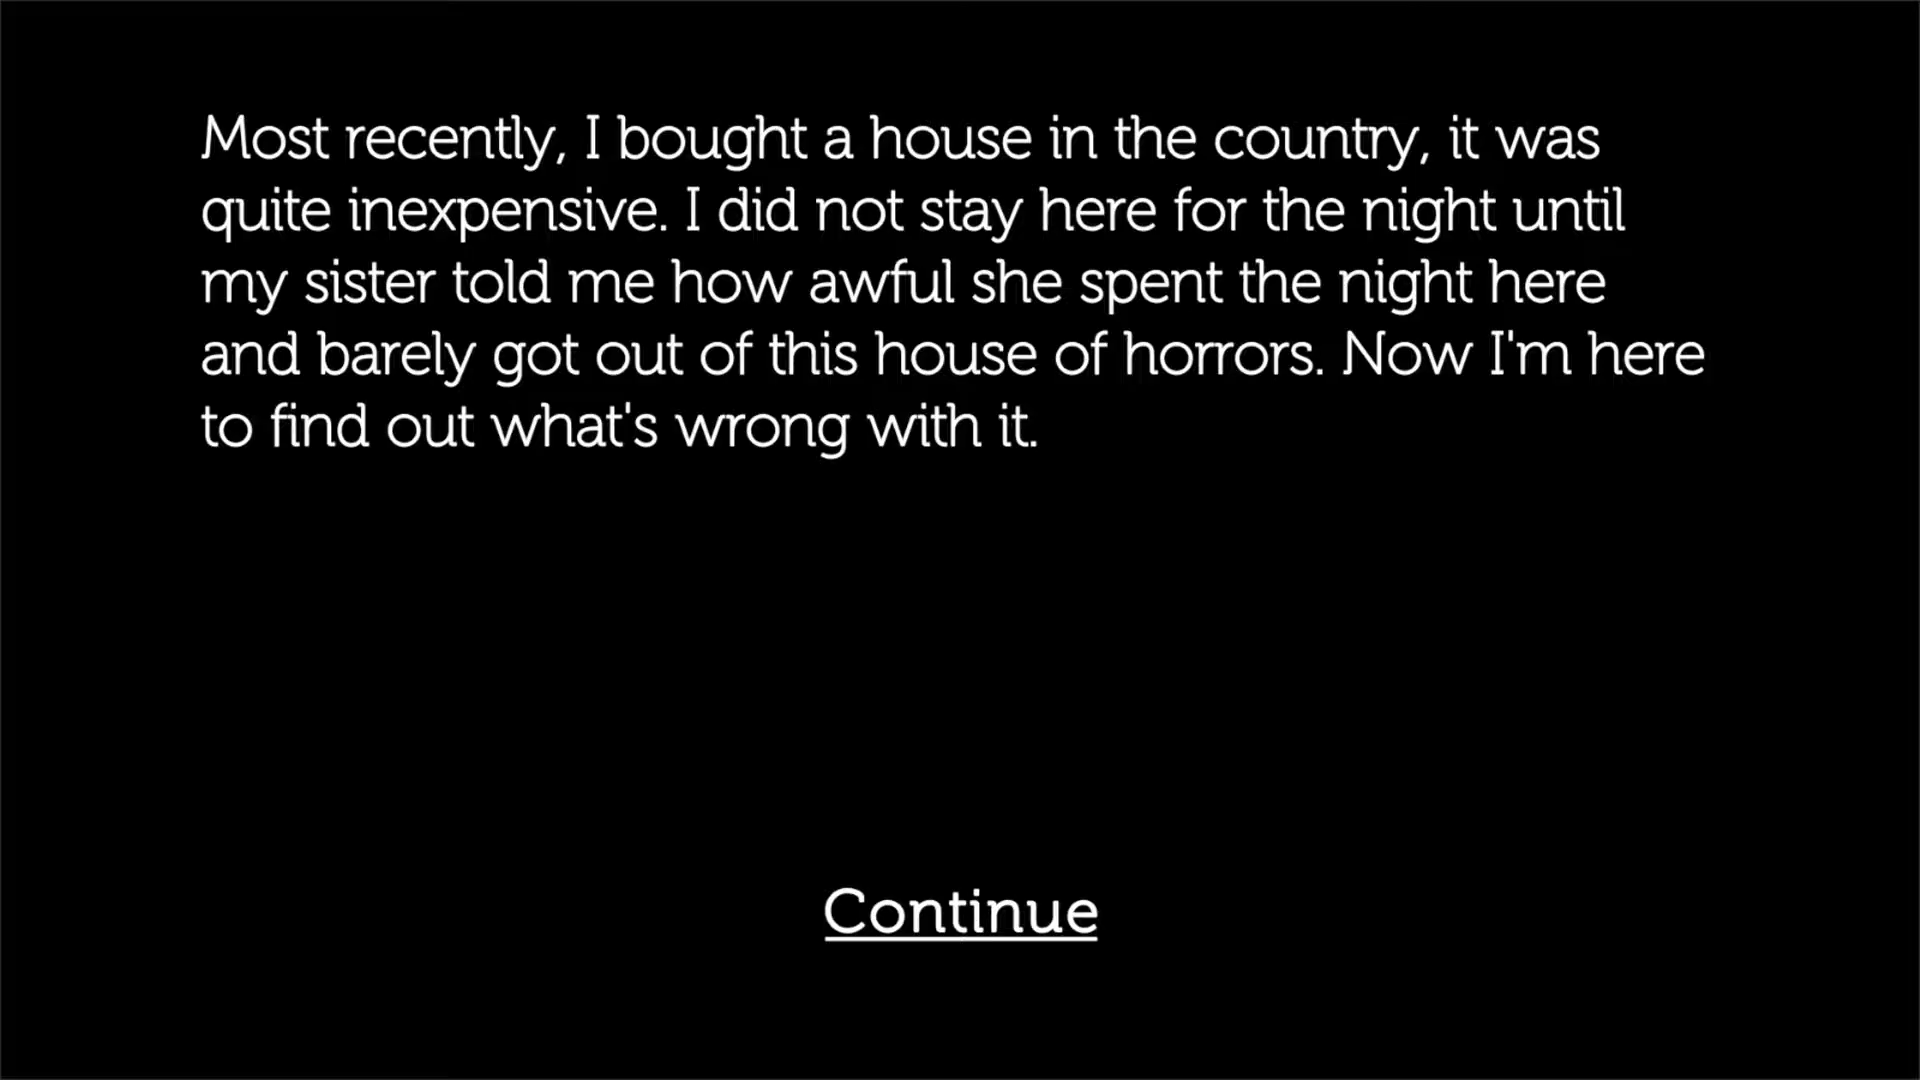 Most recently, I bought a house in the country, it was
quite inexpensive. I did not stay here for the night until
my sister told me how awful she spent the night here
and barely got out of this house of horrors. Now I'm here
to find out what's wrong with it.
Continue